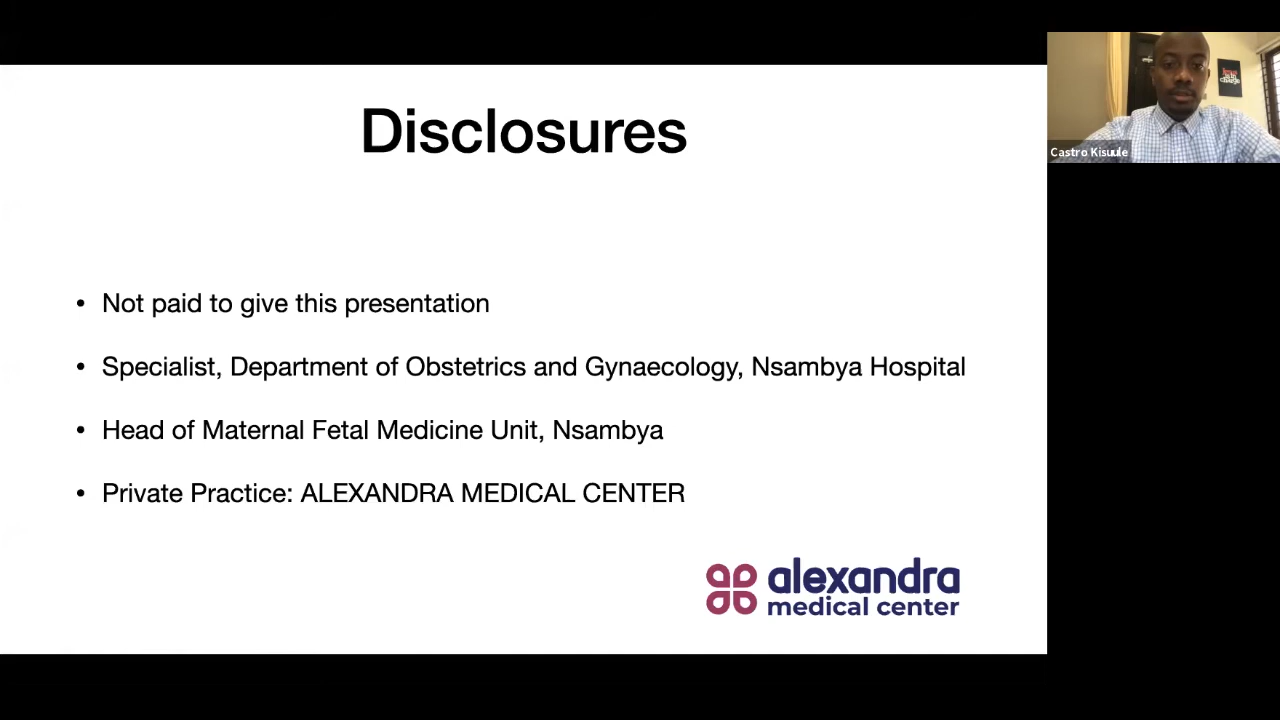 Disclosures
• Not paid to give this presentation
• Specialist, Department of Obstetrics and Gynaecology, Nsambya Hospital
• Head of Maternal Fetal Medicine Unit, Nsambya
• Private Practice: ALEXANDRA MEDICAL CENTER
alexandra
medical center
Castro Kisuule